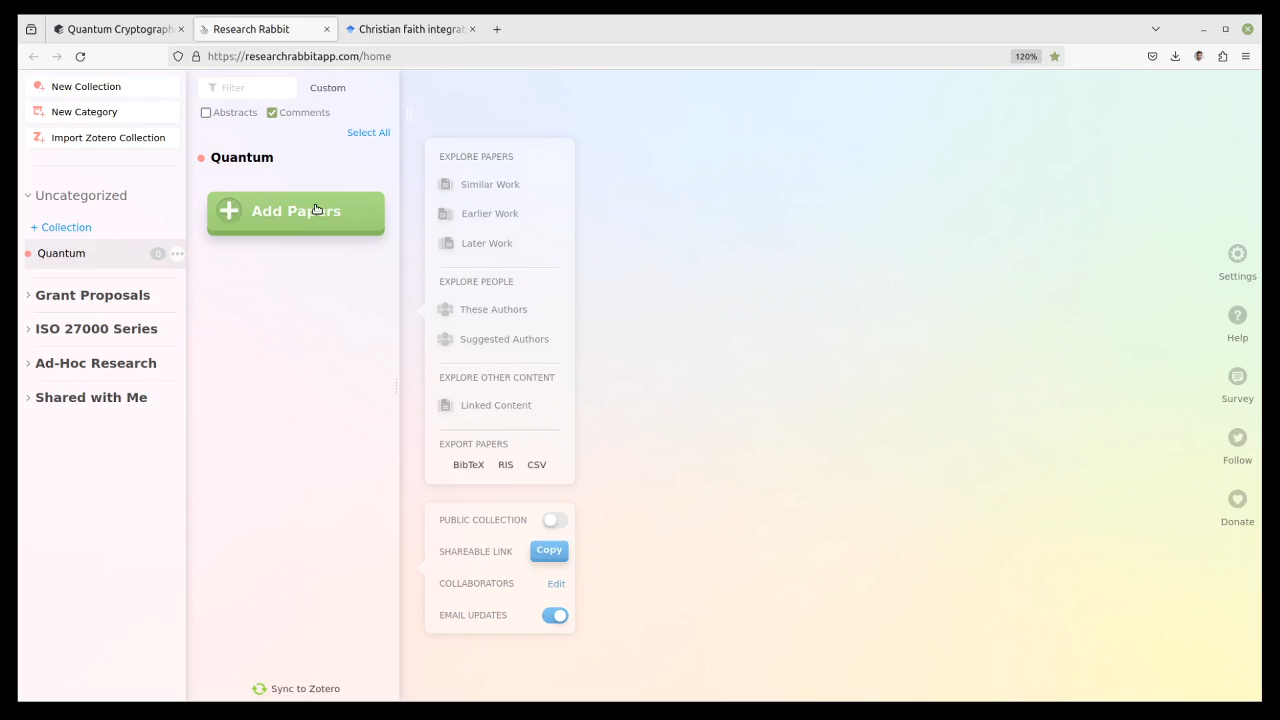 Quantum Cryptograph
Research Rabbit
Christian faith integrat
https://researchrabbitapp.com/home
120%
New Collection
New Category
Import Zotero Collection
Uncategorized
+ Collection
Quantum
0
Grant Proposals
ISO 27000 Series
Ad-Hoc Research
Shared with Me
Filter
Custom
Abstracts
Comments
Select All
Quantum
Add Papers
Sync to Zotero
EXPLORE PAPERS
Similar Work
Earlier Work
Later Work
EXPLORE PEOPLE
These Authors
Suggested Authors
EXPLORE OTHER CONTENT
Linked Content
EXPORT PAPERS
BibTeX RIS CSV
PUBLIC COLLECTION
SHAREABLE LINK Copy
COLLABORATORS Edit
EMAIL UPDATES
Settings
Help
Survey
Follow
Donate